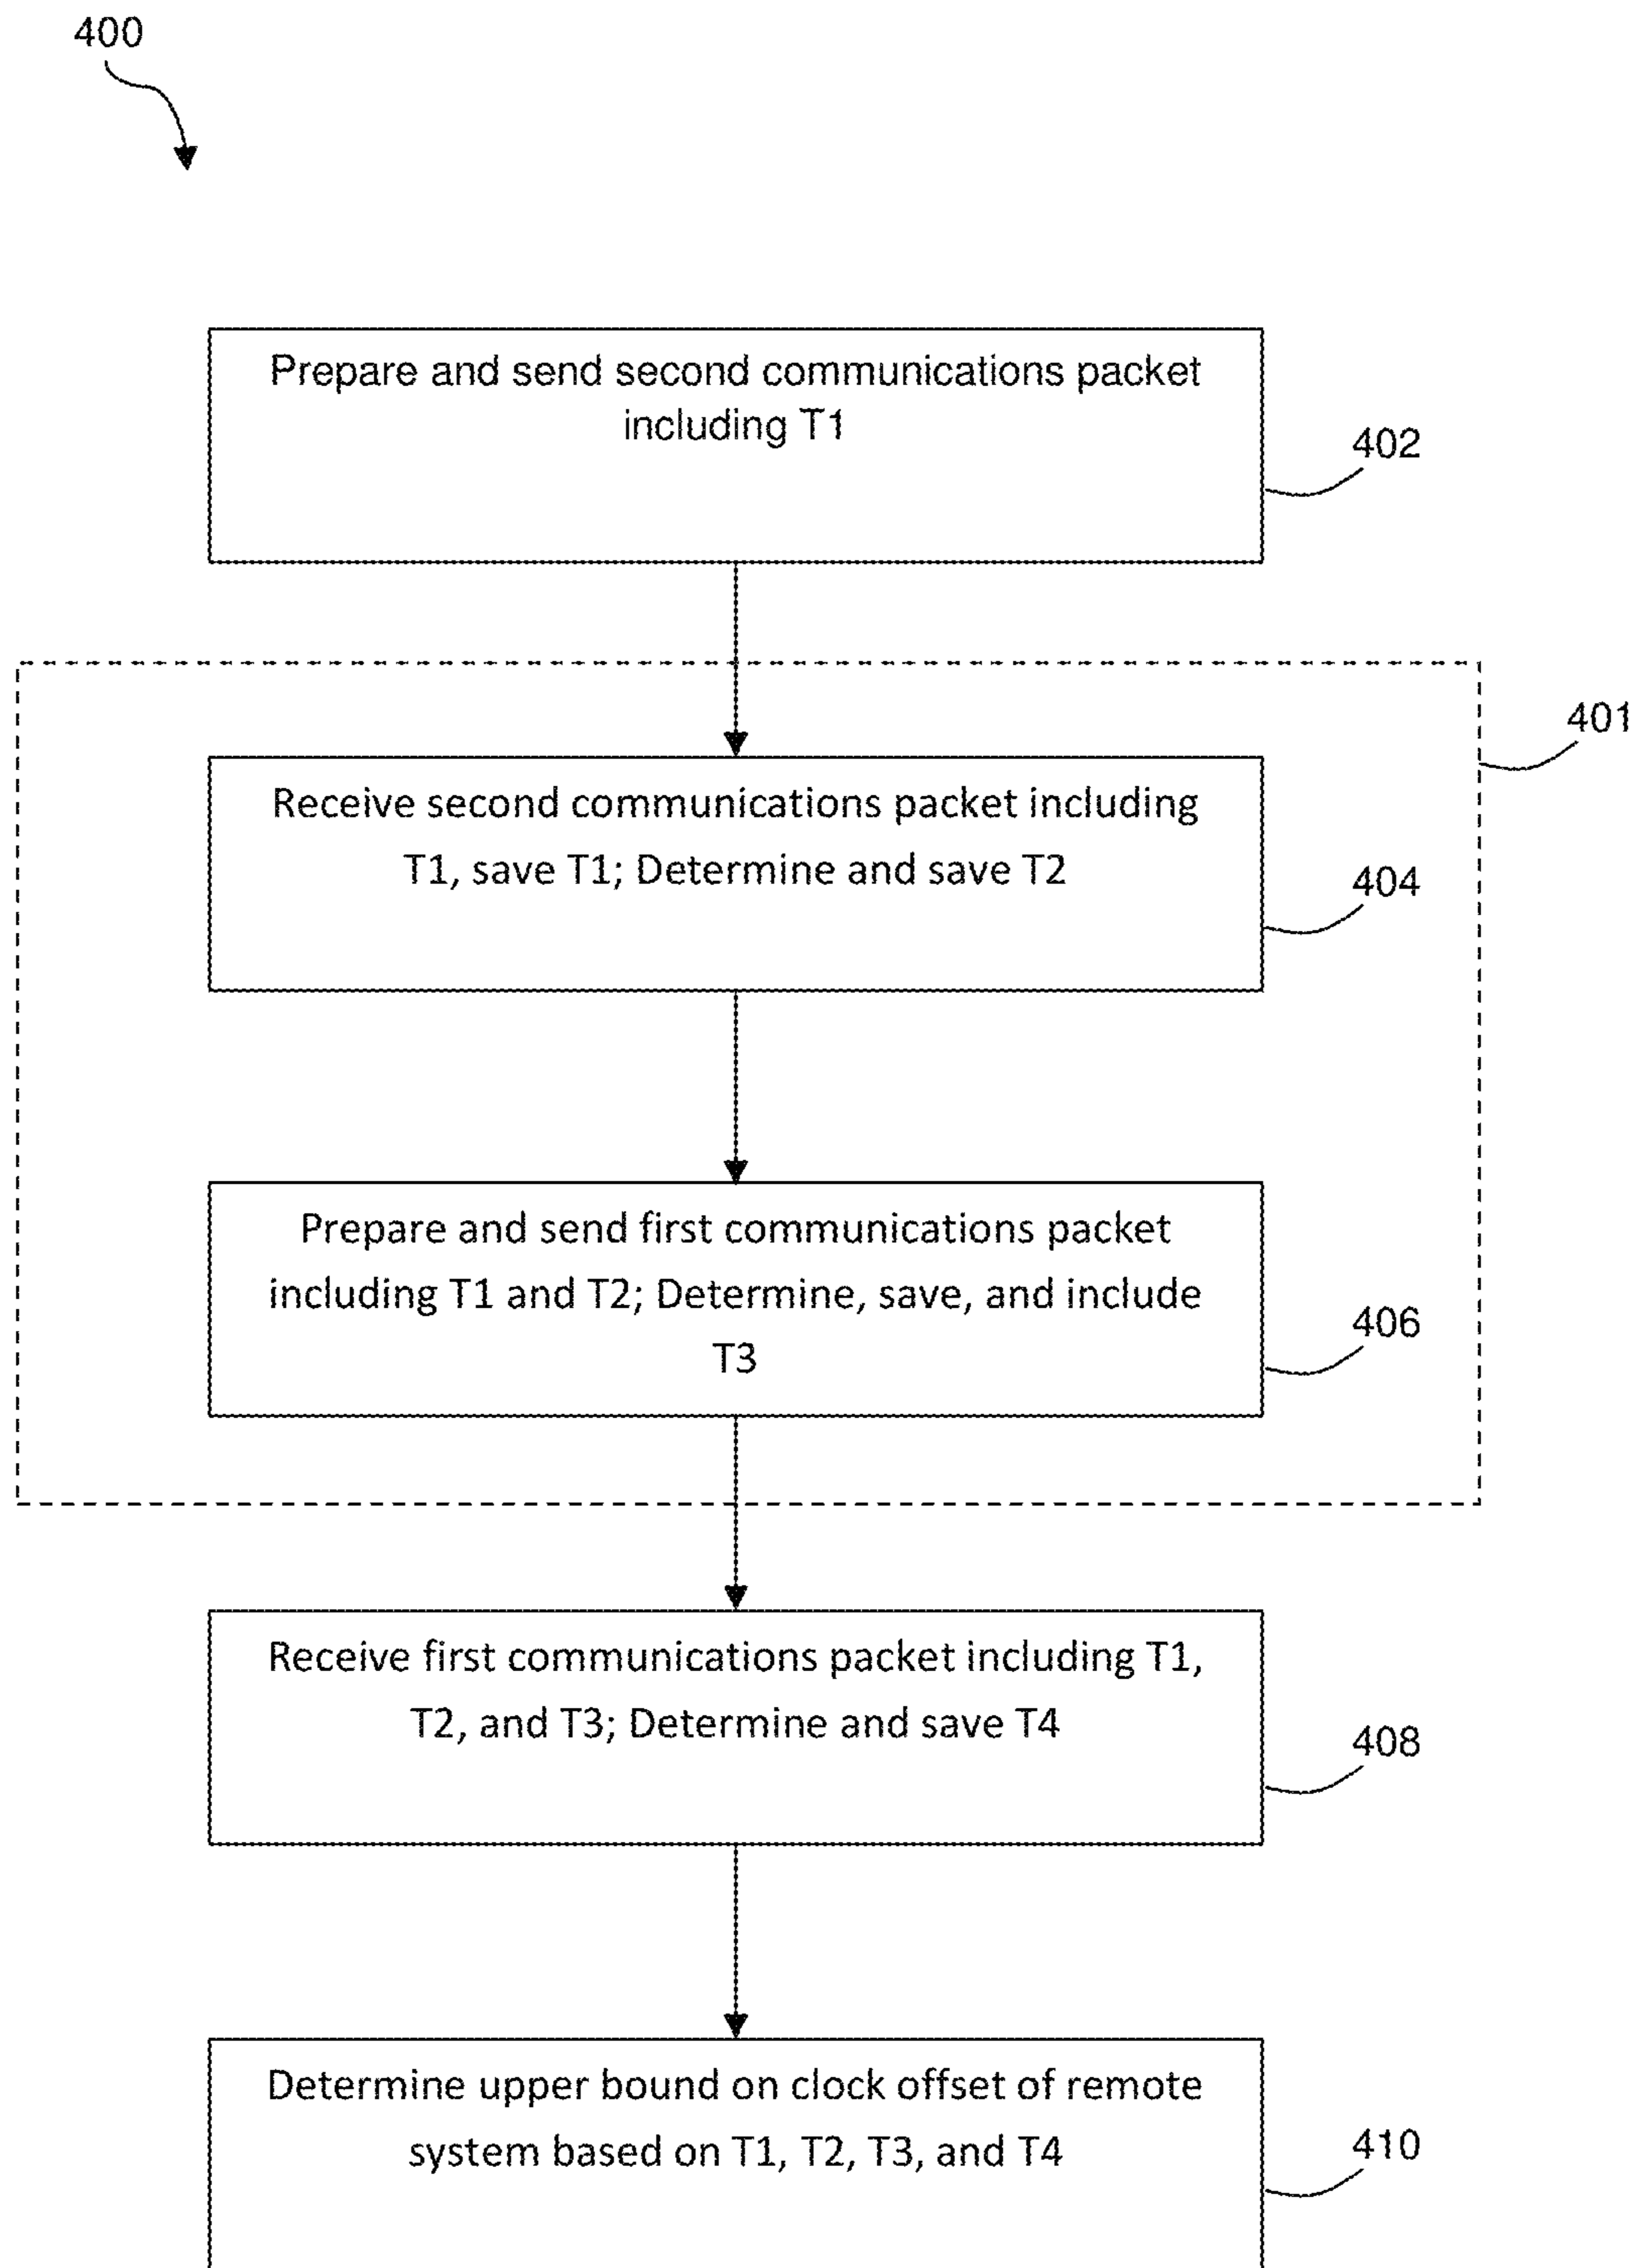 400
Prepare and send second communications packet
including T1
402
401
Receive second communications packet including
T1, save T1; Determine and save T2
404
Prepare and send first communications packet
including T1 and T2; Determine, save, and include
T3
406
Receive first communications packet including T1,
T2, and T3; Determine and save T4
408
Determine upper bound on clock offset of remote
system based on T1, T2, T3, and T4
410